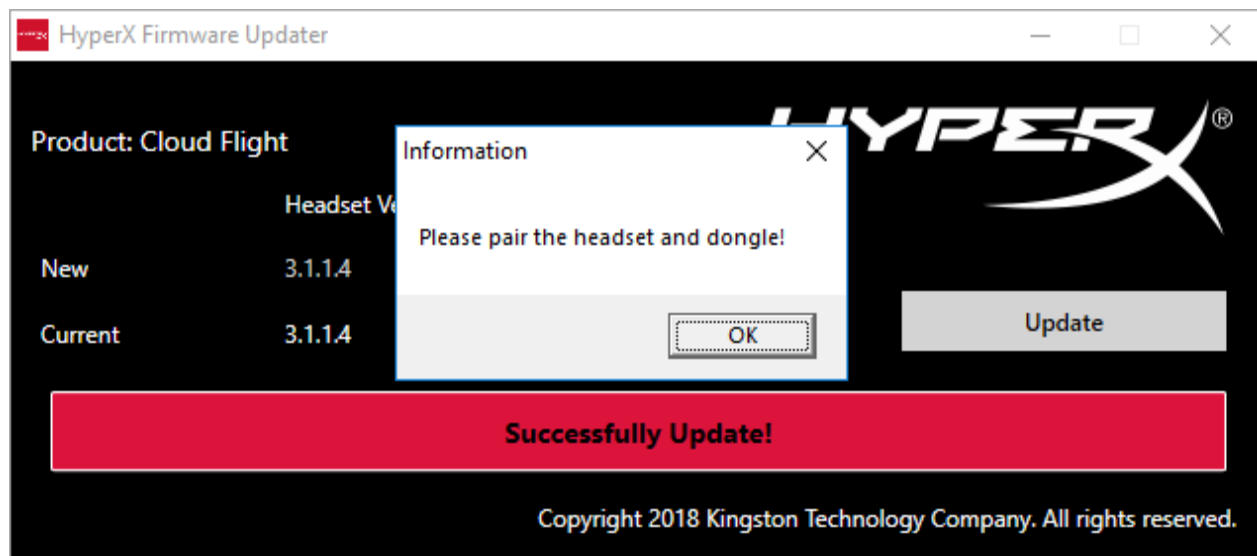 HyperX Firmware Updater
HYPERX®
Product: Cloud Flight
Information
Headset
Please pair the headset and dongle!
New 3.1.1.4
Current 3.1.1.4
OK
Update
Successfully Update!
Copyright 2018 Kingston Technology Company. All rights reserved.